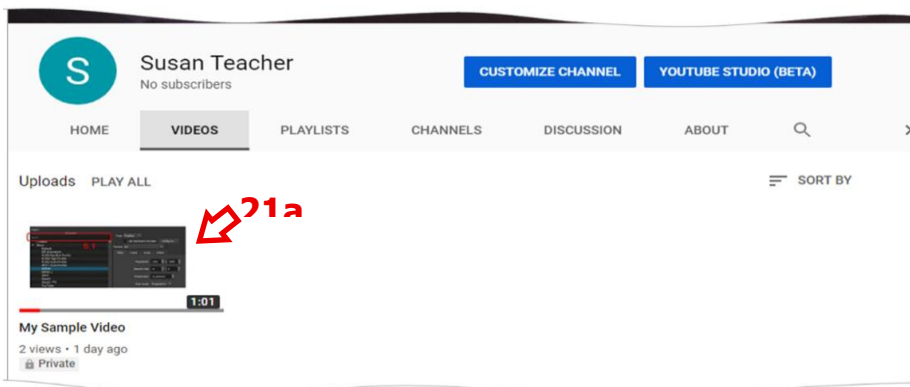 S
Susan Teacher
No subscribers
CUSTOMIZE CHANNEL YOUTUBE STUDIO (BETA)
HOME VIDEOS PLAYLISTS CHANNELS DISCUSSION ABOUT
Uploads PLAY ALL SORT BY
21a
1:01
My Sample Video
2 views • 1 day ago
Private